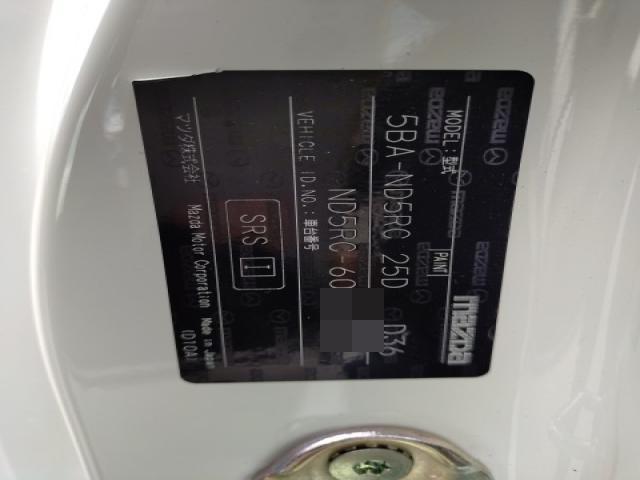 mazda
MODEL:型式 PAINT
5BA-ND5RC 25D D36
VEHICLE ID.NO.:車台番号
ND5RC-60
SRS I
マツダ株式会社 Mazda Motor Corporation Made in Japan
(D10A)